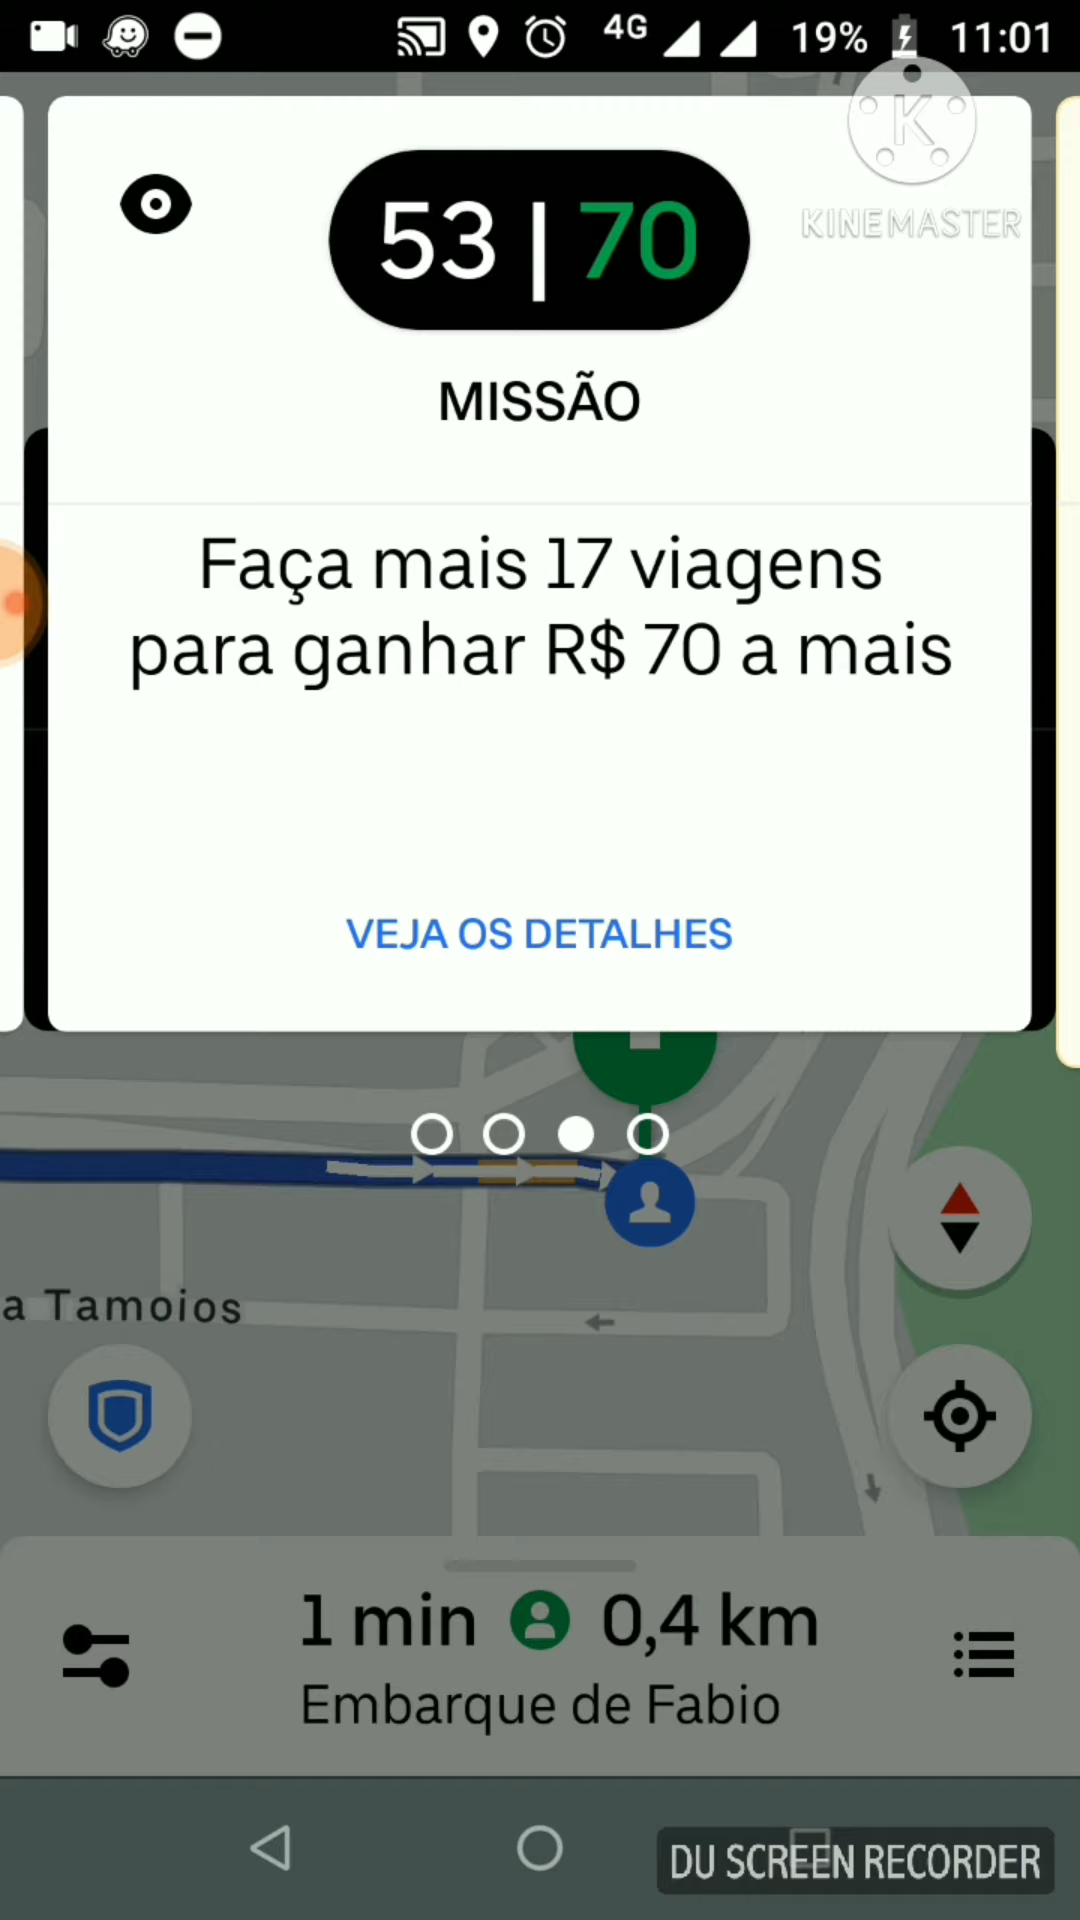 4G 19% 11:01
53 | 70
K
KINEMASTER
MISSÃO
Faça mais 17 viagens
para ganhar R$ 70 a mais
VEJA OS DETALHES
a Tamoios
1 min 0,4 km
Embarque de Fabio
DU SCREEN RECORDER